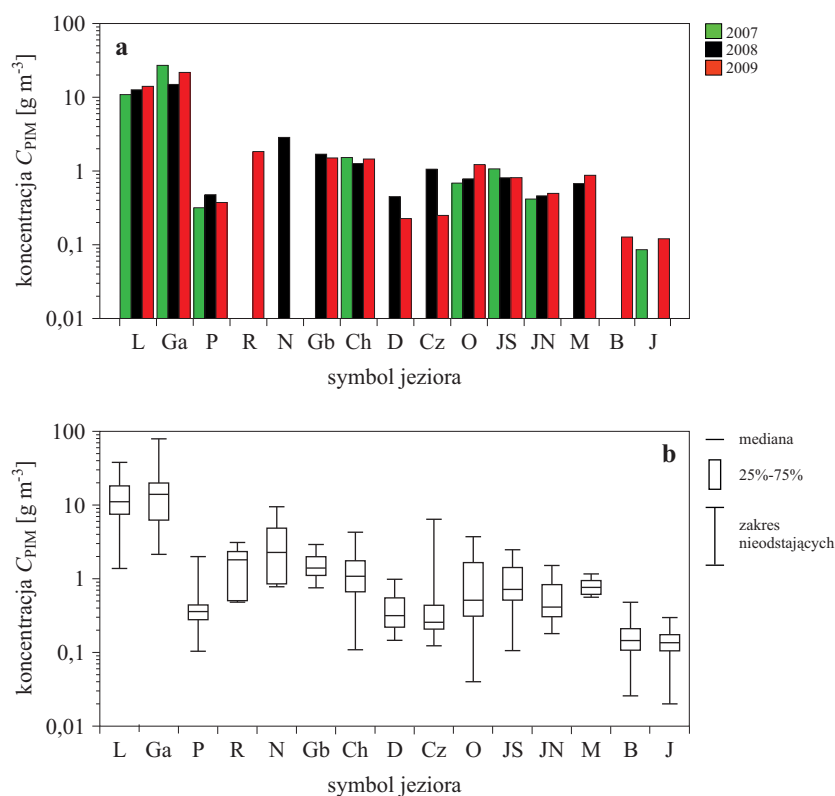 a
koncentracja C_PIM [g m⁻³]
100
10
1
0,1
0,01
2007
2008
2009
L Ga P R N Gb Ch D Cz O JS JN M B J
symbol jeziora
b
koncentracja C_PIM [g m⁻³]
100
10
1
0,1
0,01
mediana
25%-75%
zakres
nieodstających
L Ga P R N Gb Ch D Cz O JS JN M B J
symbol jeziora